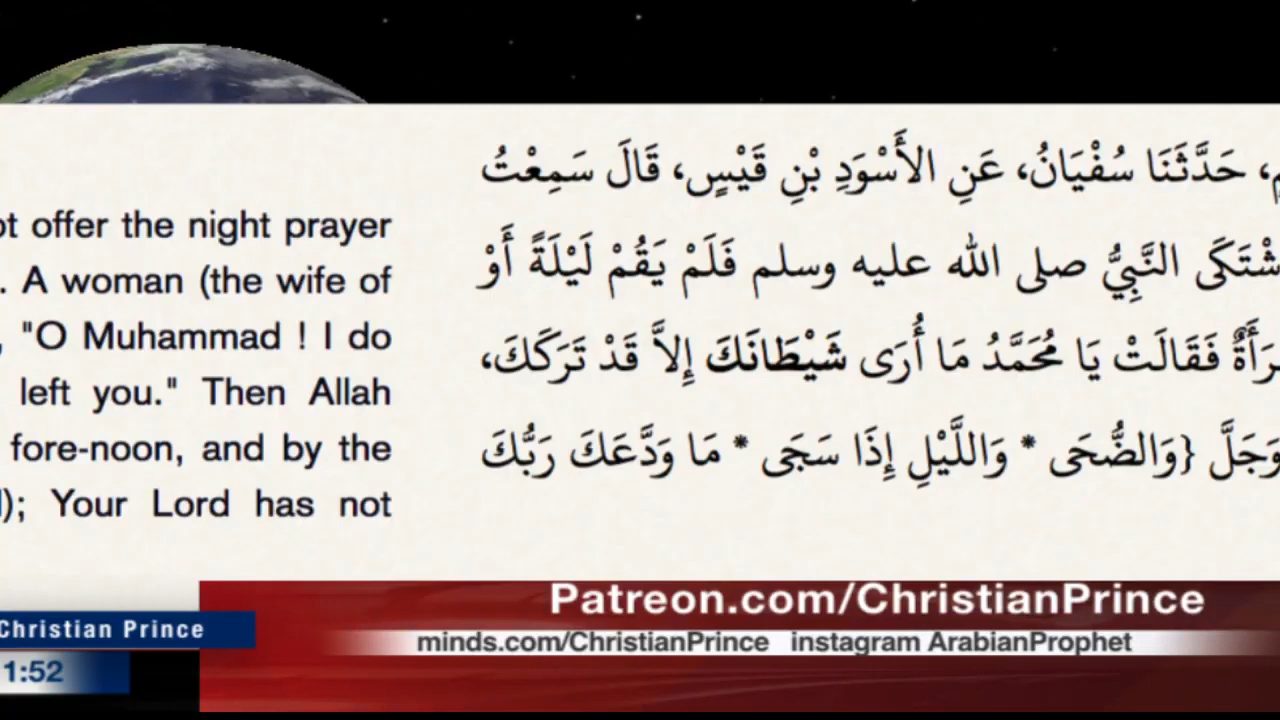 ot offer the night prayer
. A woman (the wife of
, "O Muhammad ! I do
left you." Then Allah
fore-noon, and by the
); Your Lord has not
، حَدَّثَنَا سُفْيَانُ، عَنِ الأَسْوَدِ بْنِ قَيْسٍ، قَالَ سَمِعْتُ
شْتَكَى النَّبِيُّ صلى الله عليه وسلم فَلَمْ يَقُمْ لَيْلَةً أَوْ
رَأَةٌ فَقَالَتْ يَا مُحَمَّدُ مَا أُرَى شَيْطَانَكَ إِلاَّ قَدْ تَرَكَكَ،
وَجَلَّ {وَالضُّحَى * وَاللَّيْلِ إِذَا سَجَى * مَا وَدَّعَكَ رَبُّكَ
Patreon.com/ChristianPrince
Christian Prince
minds.com/ChristianPrince instagram ArabianProphet
1:52